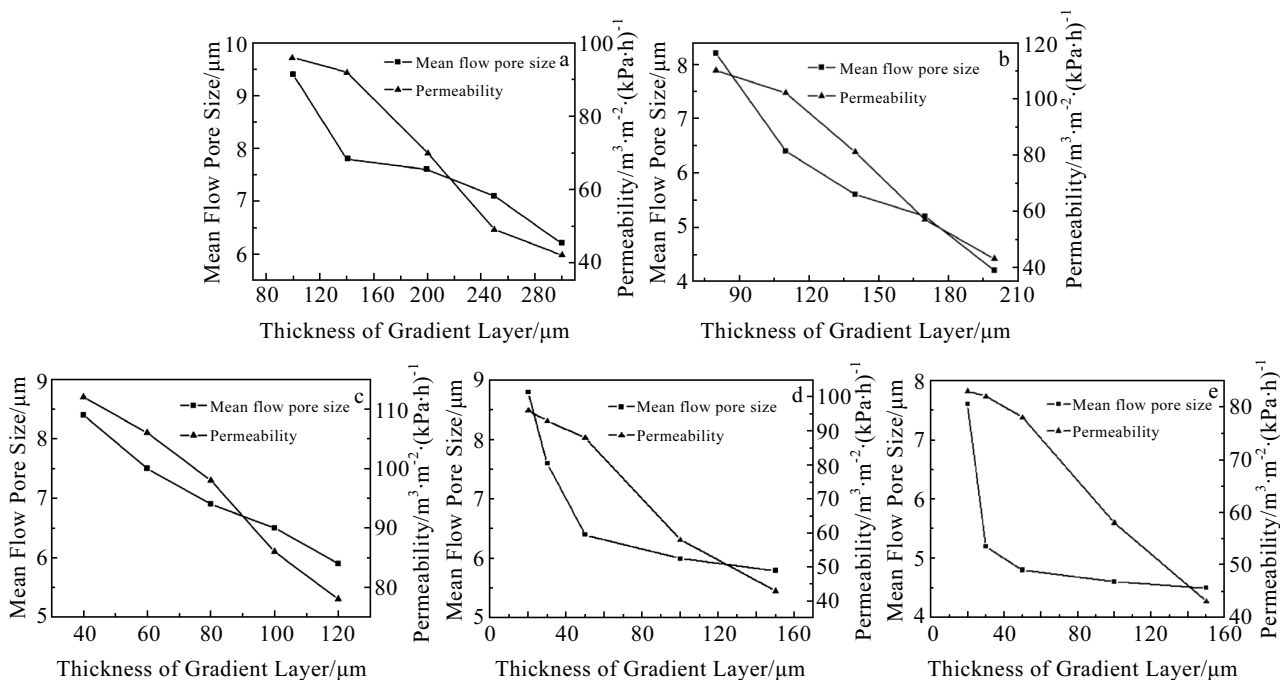 a
Mean flow pore size
Permeability
10
9
8
7
6
100
80
60
40
80
120
160
200
240
280
Mean Flow Pore Size/μm
Permeability/m³·m⁻²·(kPa·h)⁻¹
Thickness of Gradient Layer/μm
b
Mean flow pore size
Permeability
8
7
6
5
4
120
100
80
60
40
90
120
150
180
210
Mean Flow Pore Size/μm
Permeability/m³·m⁻²·(kPa·h)⁻¹
Thickness of Gradient Layer/μm
c
Mean flow pore size
Permeability
9
8
7
6
5
110
100
90
80
40
60
80
100
120
Mean Flow Pore Size/μm
Permeability/m³·m⁻²·(kPa·h)⁻¹
Thickness of Gradient Layer/μm
d
Mean flow pore size
Permeability
9
8
7
6
5
100
90
80
70
60
50
40
0
40
80
120
160
Mean Flow Pore Size/μm
Permeability/m³·m⁻²·(kPa·h)⁻¹
Thickness of Gradient Layer/μm
e
Mean flow pore size
Permeability
8
7
6
5
4
80
70
60
50
40
0
40
80
120
160
Mean Flow Pore Size/μm
Permeability/m³·m⁻²·(kPa·h)⁻¹
Thickness of Gradient Layer/μm